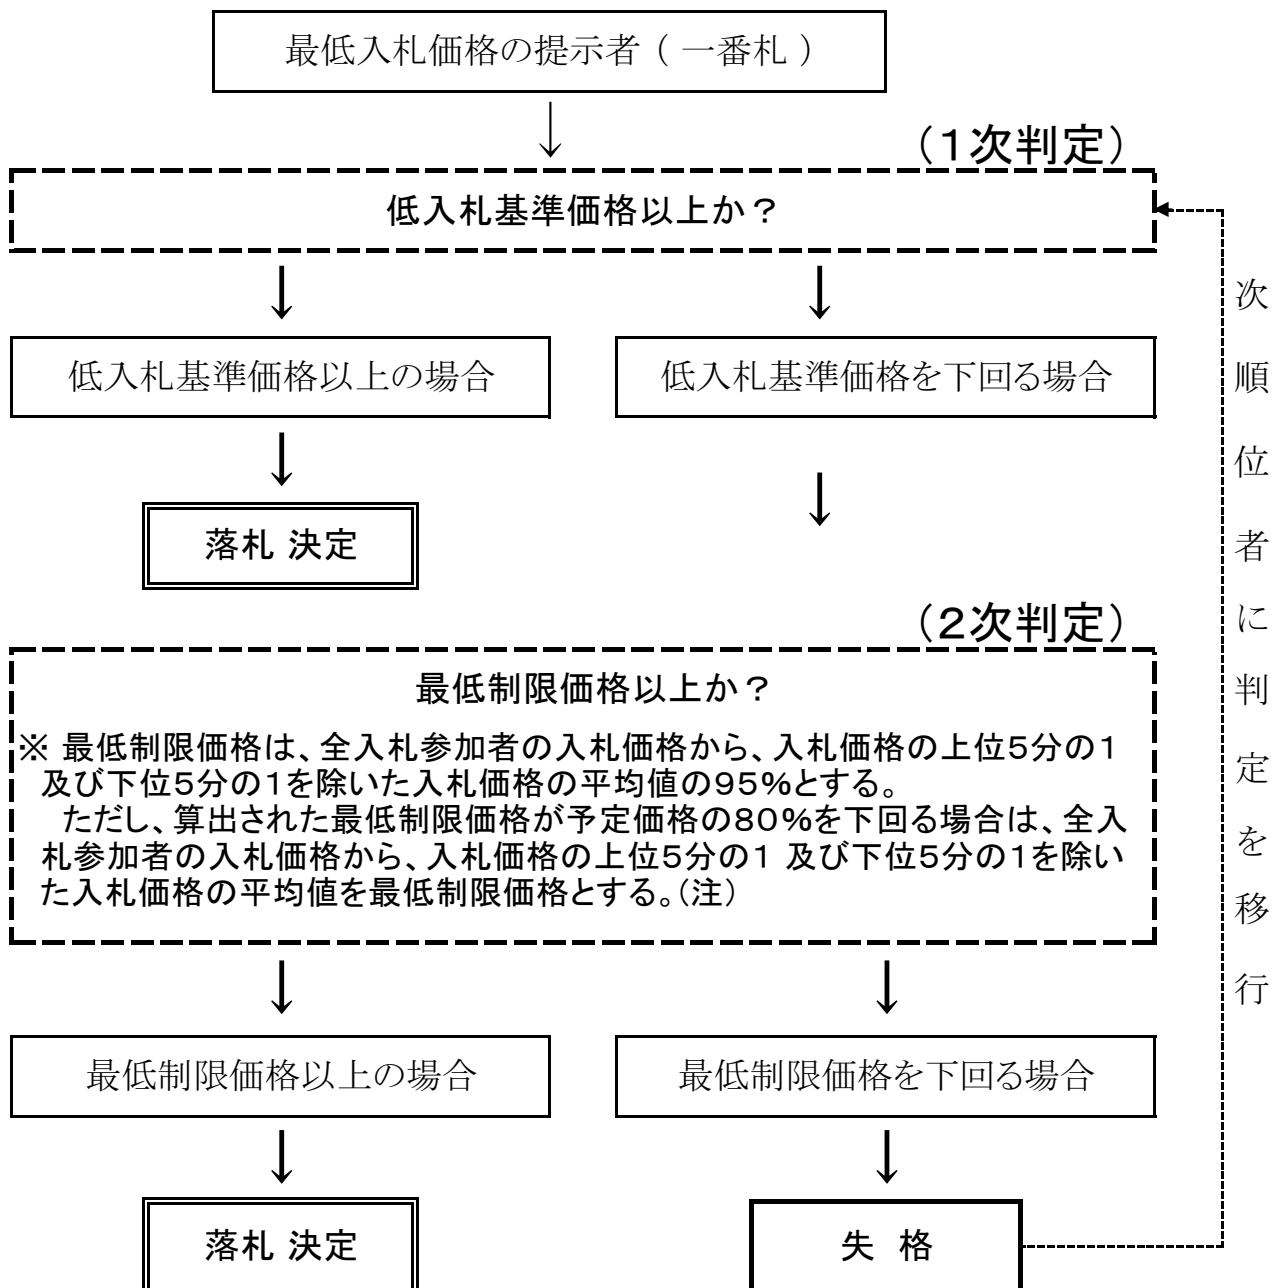 最低入札価格の提示者（ 一番札 ）
（１次判定）
低入札基準価格以上か？
低入札基準価格以上の場合
低入札基準価格を下回る場合
落札 決定
（２次判定）
最低制限価格以上か？
※ 最低制限価格は、全入札参加者の入札価格から、入札価格の上位５分の１
及び下位５分の１を除いた入札価格の平均値の９５％とする。
ただし、算出された最低制限価格が予定価格の８０％を下回る場合は、全入
札参加者の入札価格から、入札価格の上位５分の１ 及び下位５分の１を除い
た入札価格の平均値を最低制限価格とする。（注）
最低制限価格以上の場合
最低制限価格を下回る場合
落札 決定
失 格
次順位者に判定を移行